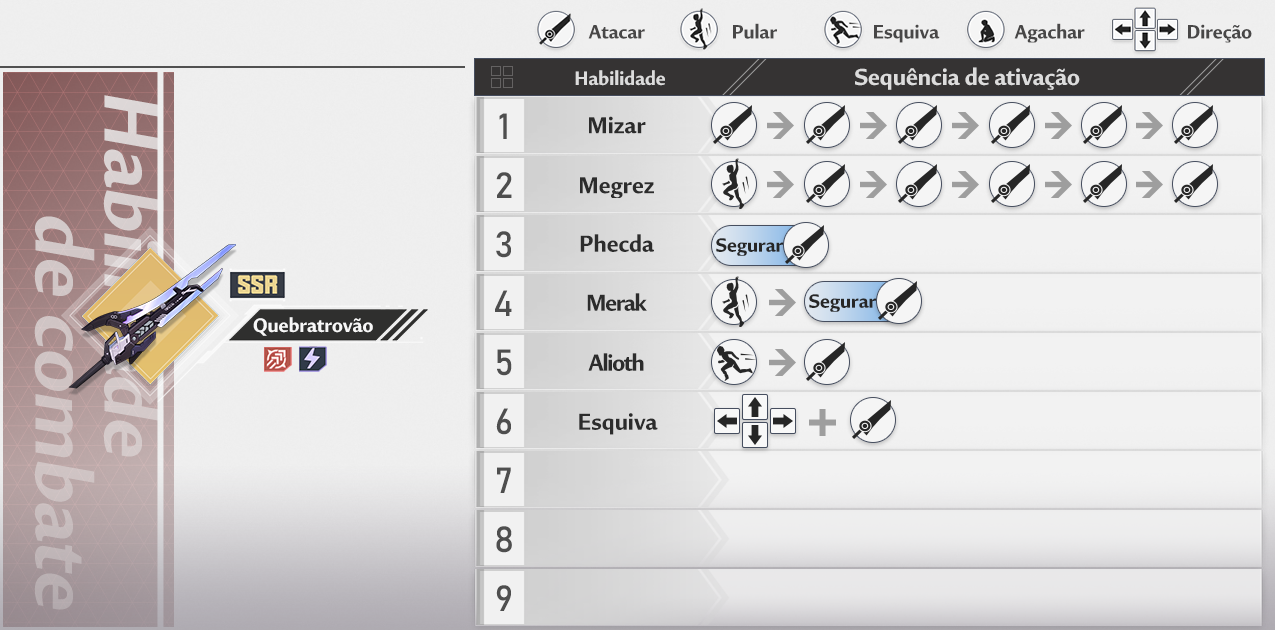 Atacar Pular Esquiva Agachar Direção
Habilidade Sequência de ativação
Habilidade
de combate
SSR
Quebratrovão
1 Mizar
2 Megrez
3 Phecda Segurar
4 Merak Segurar
5 Alioth
6 Esquiva
7
8
9